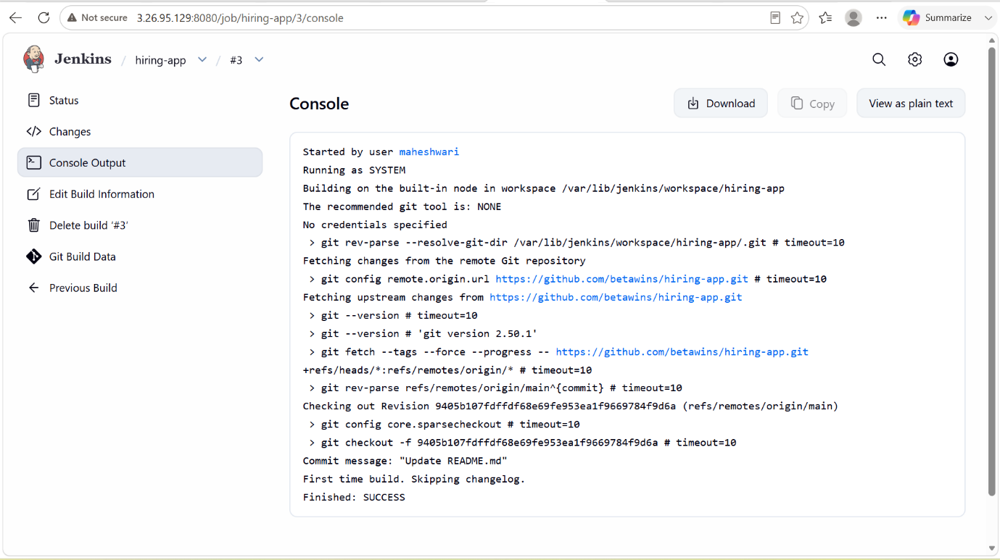 Not secure 3.26.95.129:8080/job/hiring-app/3/console
Summarize
Jenkins / hiring-app / #3
Status
Changes
Console Output
Edit Build Information
Delete build ‘#3’
Git Build Data
Previous Build
Console
Download
Copy
View as plain text
Started by user maheshwari
Running as SYSTEM
Building on the built-in node in workspace /var/lib/jenkins/workspace/hiring-app
The recommended git tool is: NONE
No credentials specified
> git rev-parse --resolve-git-dir /var/lib/jenkins/workspace/hiring-app/.git # timeout=10
Fetching changes from the remote Git repository
> git config remote.origin.url https://github.com/betawins/hiring-app.git # timeout=10
Fetching upstream changes from https://github.com/betawins/hiring-app.git
> git --version # timeout=10
> git --version # 'git version 2.50.1'
> git fetch --tags --force --progress -- https://github.com/betawins/hiring-app.git
+refs/heads/*:refs/remotes/origin/* # timeout=10
> git rev-parse refs/remotes/origin/main^{commit} # timeout=10
Checking out Revision 9405b107fdffdf68e69fe953ea1f9669784f9d6a (refs/remotes/origin/main)
> git config core.sparsecheckout # timeout=10
> git checkout -f 9405b107fdffdf68e69fe953ea1f9669784f9d6a # timeout=10
Commit message: "Update README.md"
First time build. Skipping changelog.
Finished: SUCCESS